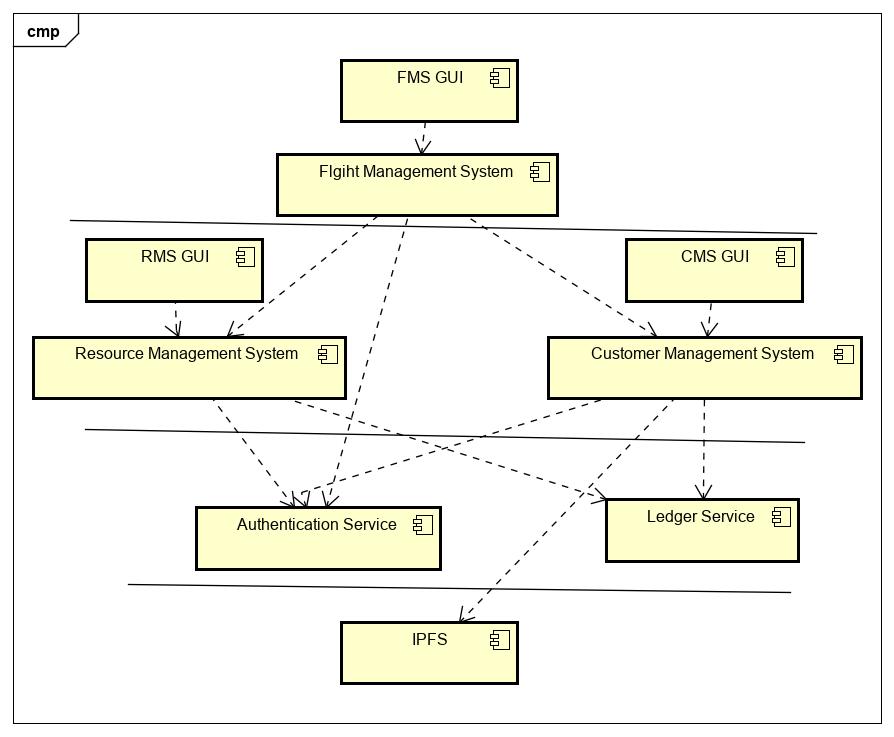 cmp
FMS GUI
Flgiht Management System
RMS GUI
CMS GUI
Resource Management System
Customer Management System
Authentication Service
Ledger Service
IPFS